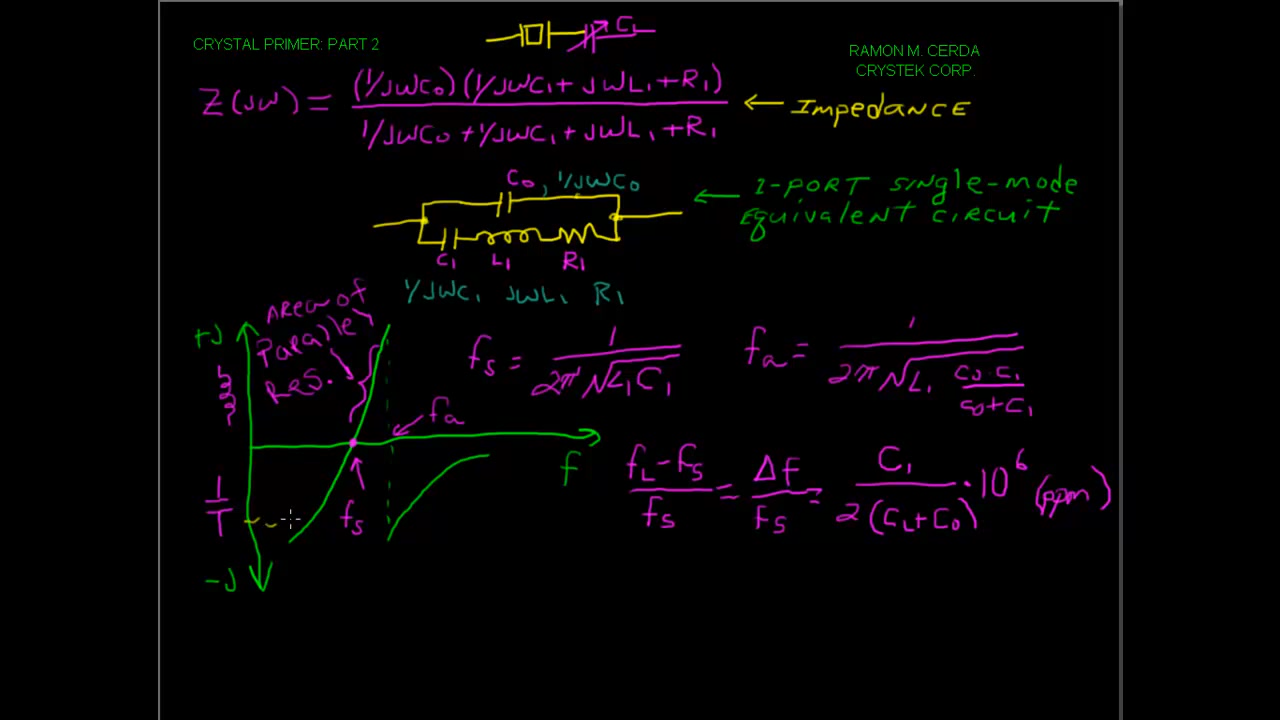 CRYSTAL PRIMER: PART 2
C1
RAMON M. CERDA
CRYSTEK CORP.
Z(jw) = (1/jwC0)(1/jwC1 + jwL1 + R1)
1/jwC0 + 1/jwC1 + jwL1 + R1
← Impedance
C0, 1/jwC0
← 1-PORT Single-mode
Equivalent circuit
C1 L1 R1
1/jwC1 jwL1 R1
Area of
Parallel
Res.
+J
fs = 1 / 2π√L1C1
fa = 1 / 2π√L1 C0·C1 / C0+C1
fa
f
fs
-J
fL - fs / fs = Δf / fs = C1 / 2(CL+C0) · 10^6 (ppm)